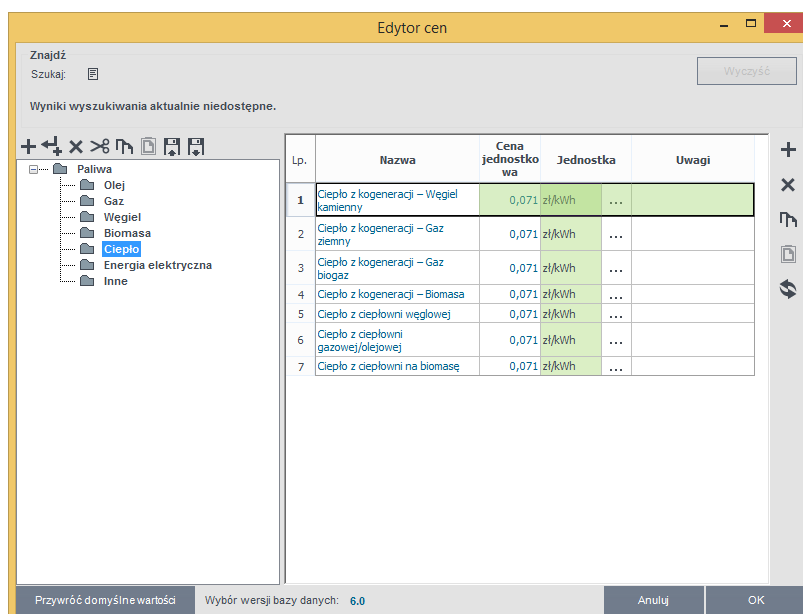 Edytor cen
Znajdź
Szukaj:
Wyczyść
Wyniki wyszukiwania aktualnie niedostępne.
Paliwa
Olej
Gaz
Węgiel
Biomasa
Ciepło
Energia elektryczna
Inne
Lp. Nazwa Cena jednostko wa Jednostka Uwagi
1 Ciepło z kogeneracji – Węgiel kamienny 0,071 zł/kWh ...
2 Ciepło z kogeneracji – Gaz ziemny 0,071 zł/kWh ...
3 Ciepło z kogeneracji – Gaz biogaz 0,071 zł/kWh ...
4 Ciepło z kogeneracji – Biomasa 0,071 zł/kWh ...
5 Ciepło z ciepłowni węglowej 0,071 zł/kWh ...
6 Ciepło z ciepłowni gazowej/olejowej 0,071 zł/kWh ...
7 Ciepło z ciepłowni na biomasę 0,071 zł/kWh ...
Przywróć domyślne wartości Wybór wersji bazy danych: 6.0 Anuluj OK